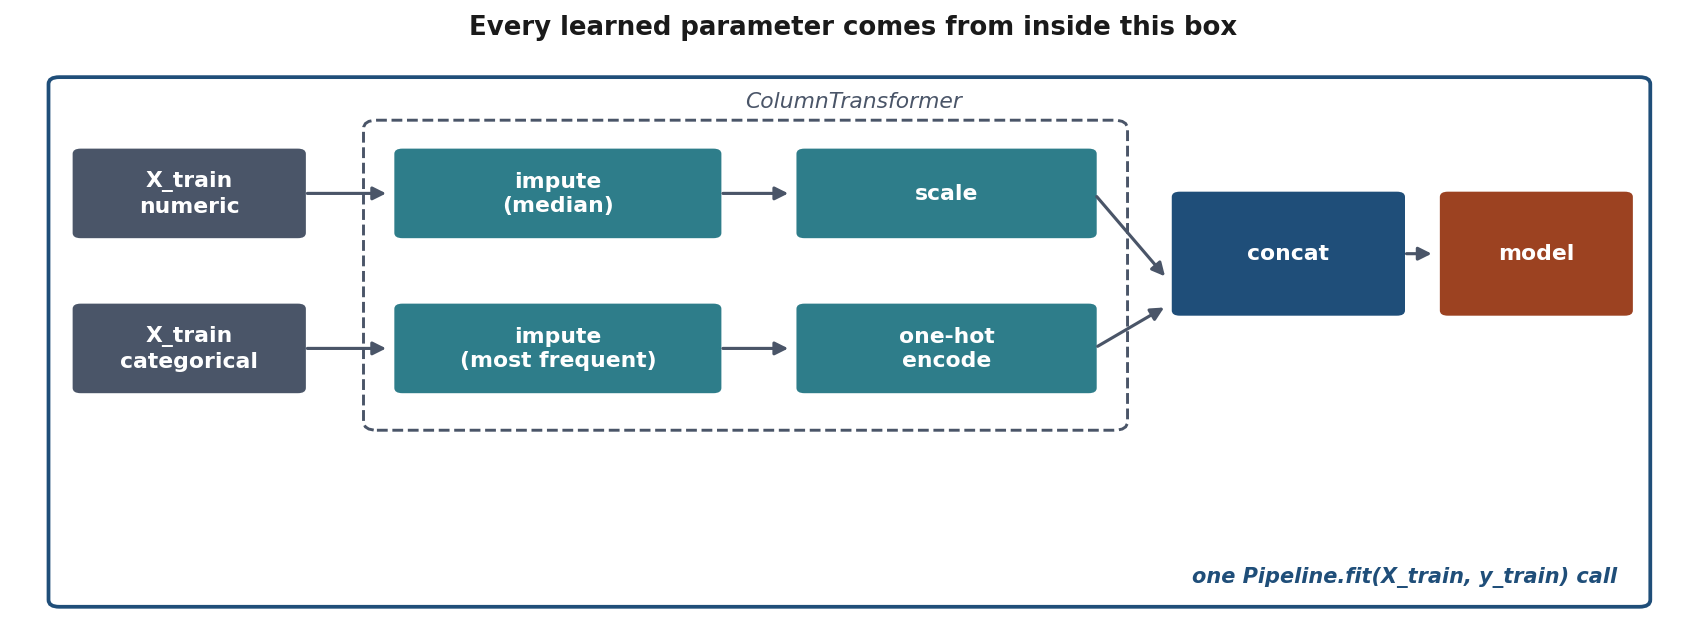 Every learned parameter comes from inside this box
ColumnTransformer
X_train
numeric
impute
(median)
scale
X_train
categorical
impute
(most frequent)
one-hot
encode
concat
model
one Pipeline.fit(X_train, y_train) call